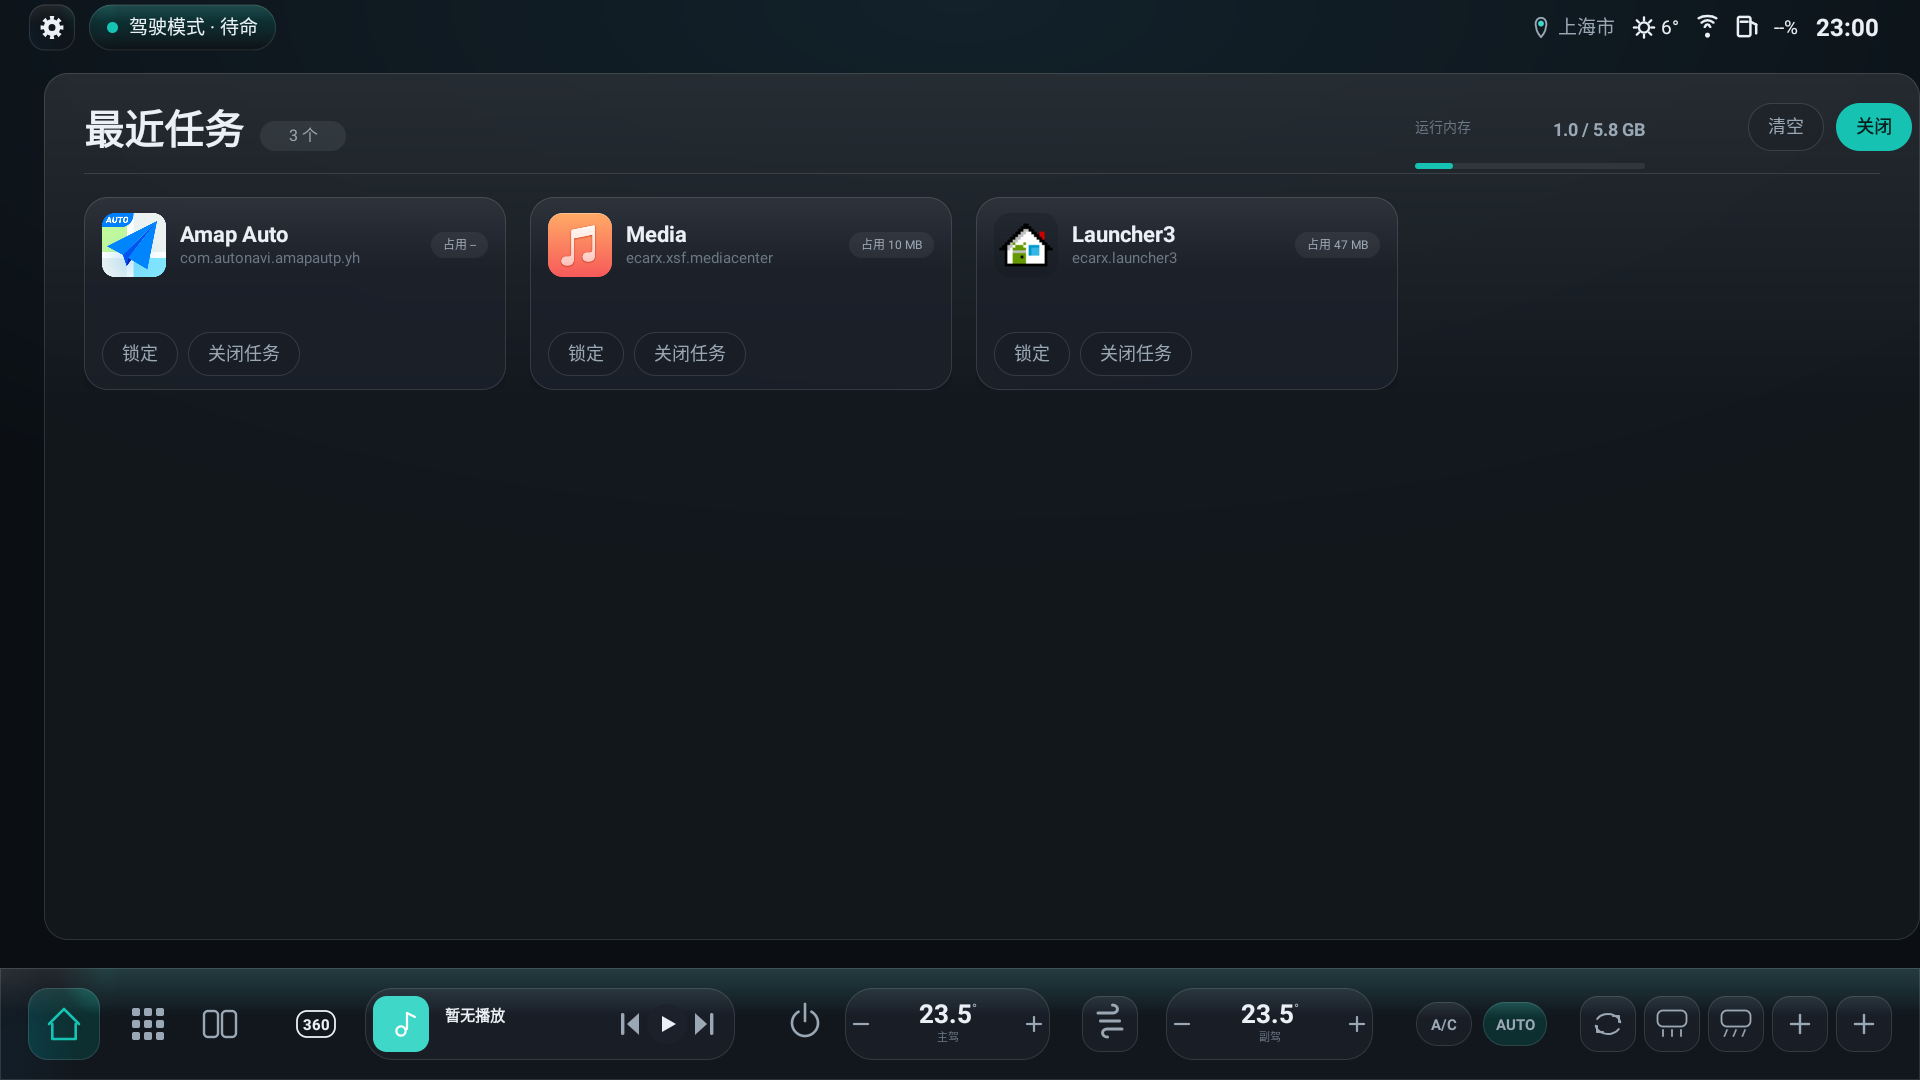 驾驶模式 · 待命
上海市
6°
--%
23:00
最近任务
3 个
运行内存
1.0 / 5.8 GB
清空
关闭
AUTO
Amap Auto
com.autonavi.amapautp.yh
占用 --
锁定
关闭任务
Media
ecarx.xsf.mediacenter
占用 10 MB
锁定
关闭任务
Launcher3
ecarx.launcher3
占用 47 MB
锁定
关闭任务
360
暂无播放
23.5°
主驾
23.5°
副驾
A/C
AUTO